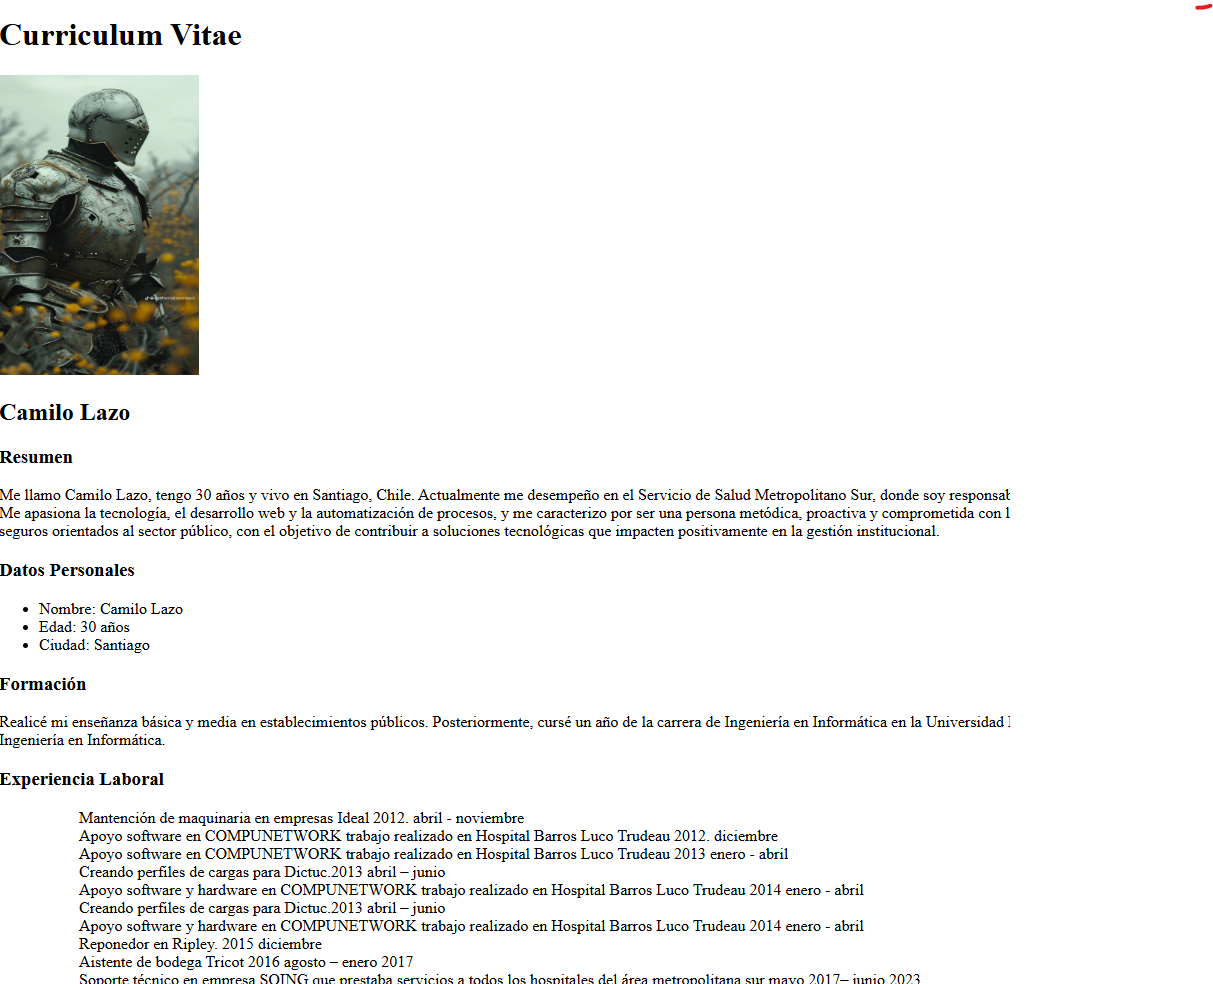 Curriculum Vitae
Camilo Lazo
Resumen
Me llamo Camilo Lazo, tengo 30 años y vivo en Santiago, Chile. Actualmente me desempeño en el Servicio de Salud Metropolitano Sur, donde soy
Me apasiona la tecnología, el desarrollo web y la automatización de procesos, y me caracterizo por ser una persona metódica, proactiva y comprometida con
seguros orientados al sector público, con el objetivo de contribuir a soluciones tecnológicas que impacten positivamente en la gestión institucional.
Datos Personales
• Nombre: Camilo Lazo
• Edad: 30 años
• Ciudad: Santiago
Formación
Realicé mi enseñanza básica y media en establecimientos públicos. Posteriormente, cursé un año de la carrera de Ingeniería en Informática en la Universidad
Ingeniería en Informática.
Experiencia Laboral
Mantención de maquinaria en empresas Ideal 2012. abril - noviembre
Apoyo software en COMPUNETWORK trabajo realizado en Hospital Barros Luco Trudeau 2012. diciembre
Apoyo software en COMPUNETWORK trabajo realizado en Hospital Barros Luco Trudeau 2013 enero - abril
Creando perfiles de cargas para Dictuc.2013 abril – junio
Apoyo software y hardware en COMPUNETWORK trabajo realizado en Hospital Barros Luco Trudeau 2014 enero - abril
Creando perfiles de cargas para Dictuc.2013 abril – junio
Apoyo software y hardware en COMPUNETWORK trabajo realizado en Hospital Barros Luco Trudeau 2014 enero - abril
Reponedor en Ripley. 2015 diciembre
Aistente de bodega Tricot 2016 agosto – enero 2017
Soporte técnico en empresa SOING que prestaba servicios a todos los hospitales del área metropolitana sur mayo 2017– junio 2023